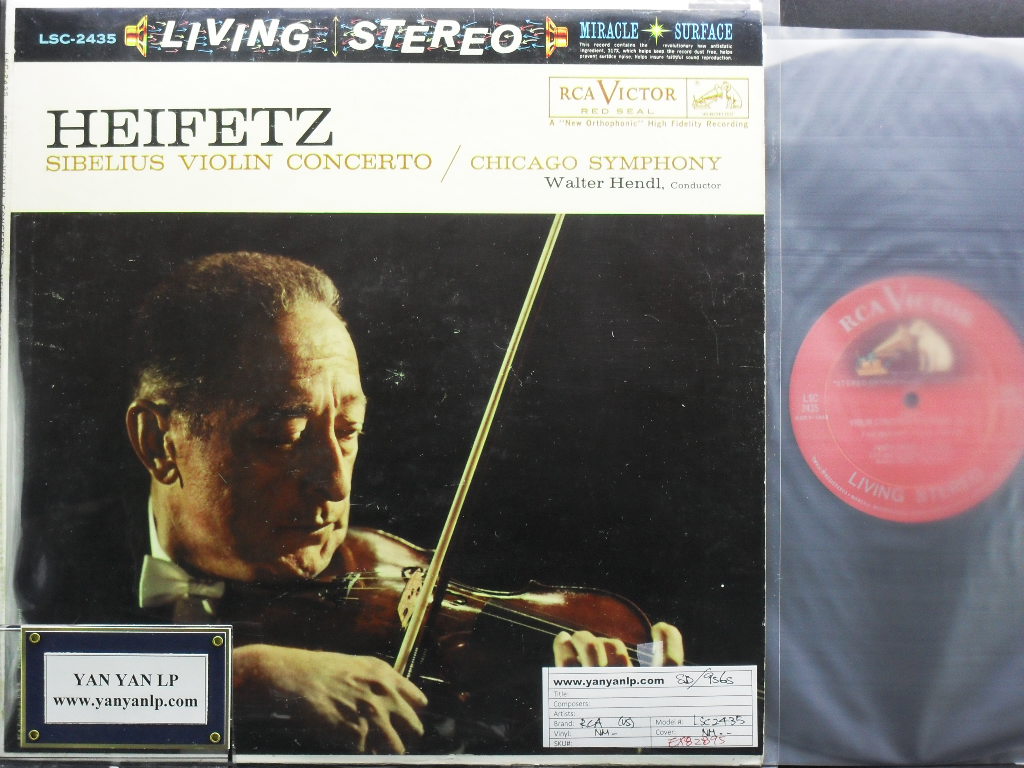 LSC-2435 LIVING STEREO MIRACLE SURFACE
This record contains the revolutionary new antistatic
ingredient, 317X, which helps keep the record dust free, helps
prevent surface noise, helps insure faithful sound reproduction.
RCA VICTOR
RED SEAL
A "New Orthophonic" High Fidelity Recording
HEIFETZ
SIBELIUS VIOLIN CONCERTO / CHICAGO SYMPHONY
Walter Hendl, Conductor
RCA VICTOR
LSC
2435
LIVING STEREO
YAN YAN LP
www.yanyanlp.com
www.yanyanlp.com
Title:
Composers:
Artists:
Brand: RCA (US) Model #: LSC2435
Vinyl: NM- Cover: NM--
SKU#: